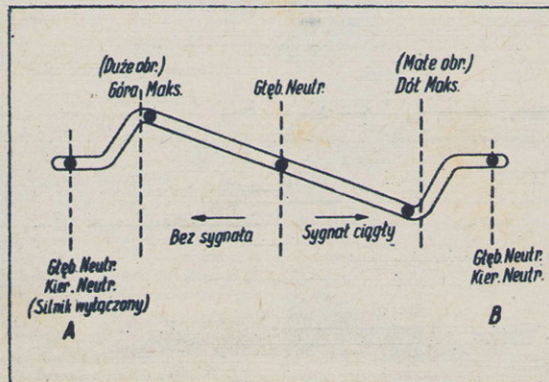 (Duże obr.)
Góra Maks.
Głęb. Neutr.
(Małe obr.)
Dół Maks.
Bez sygnału
Sygnał ciągły
Głęb. Neutr.
Kier. Neutr.
(Silnik wyłączony)
A
Głęb. Neutr.
Kier. Neutr.
B